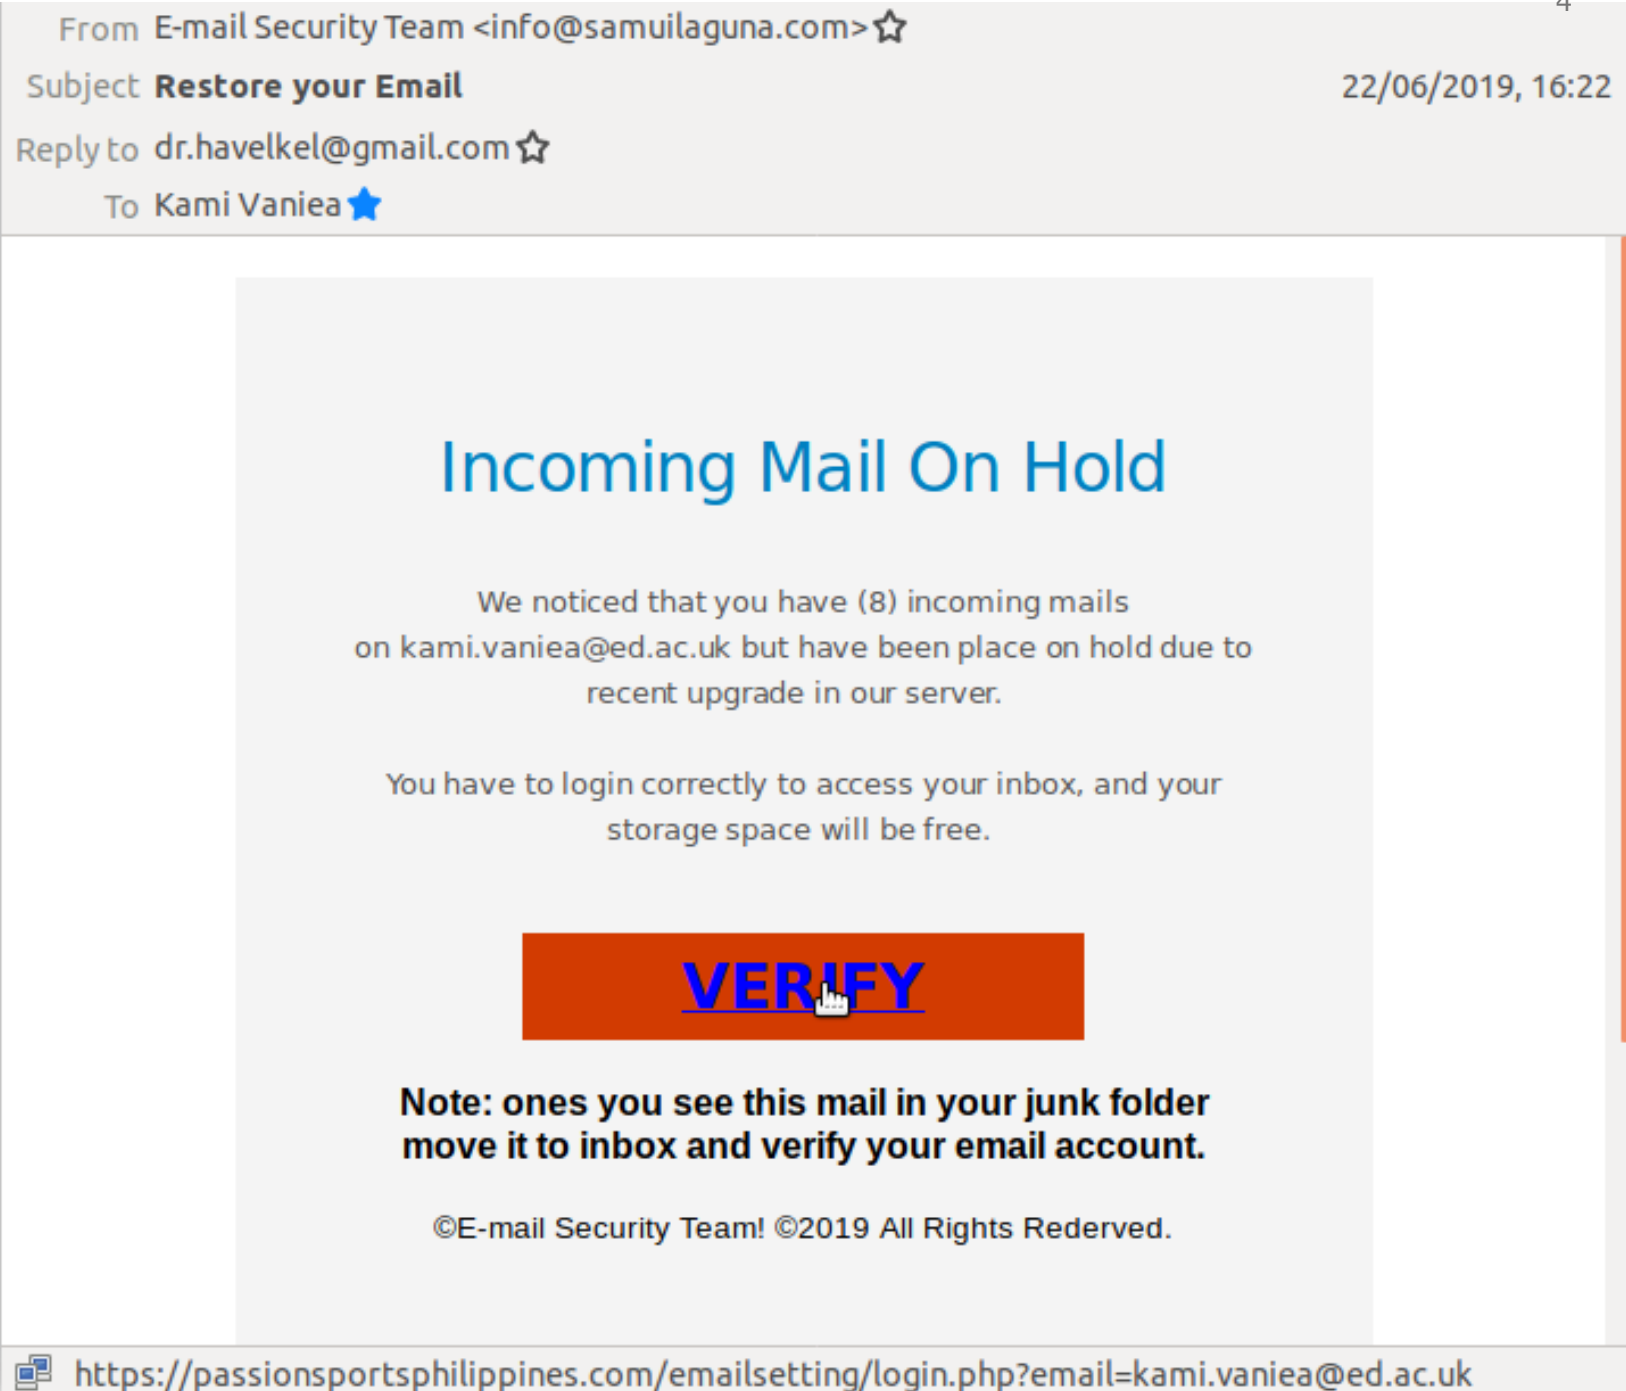 4
From E-mail Security Team <info@samuilaguna.com>
Subject Restore your Email 22/06/2019, 16:22
Reply to dr.havelkel@gmail.com
To Kami Vaniea
Incoming Mail On Hold
We noticed that you have (8) incoming mails
on kami.vaniea@ed.ac.uk but have been place on hold due to
recent upgrade in our server.
You have to login correctly to access your inbox, and your
storage space will be free.
VERIFY
Note: ones you see this mail in your junk folder
move it to inbox and verify your email account.
©E-mail Security Team! ©2019 All Rights Rederved.
https://passionsportsphilippines.com/emailsetting/login.php?email=kami.vaniea@ed.ac.uk